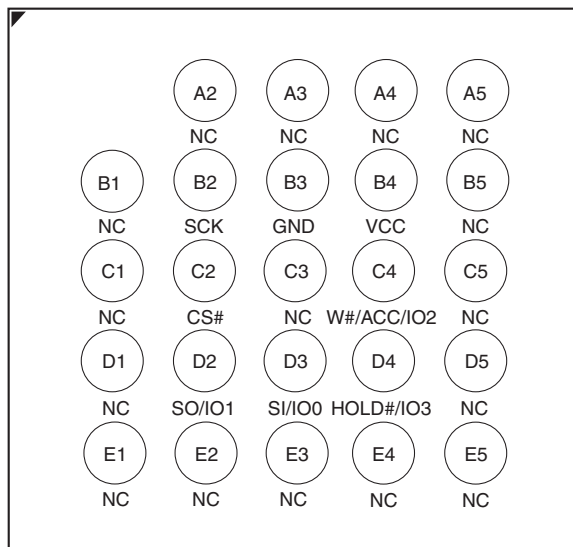 A2 A3 A4 A5
NC NC NC NC
B1 B2 B3 B4 B5
NC SCK GND VCC NC
C1 C2 C3 C4 C5
NC CS# NC W#/ACC/IO2 NC
D1 D2 D3 D4 D5
NC SO/IO1 SI/IO0 HOLD#/IO3 NC
E1 E2 E3 E4 E5
NC NC NC NC NC